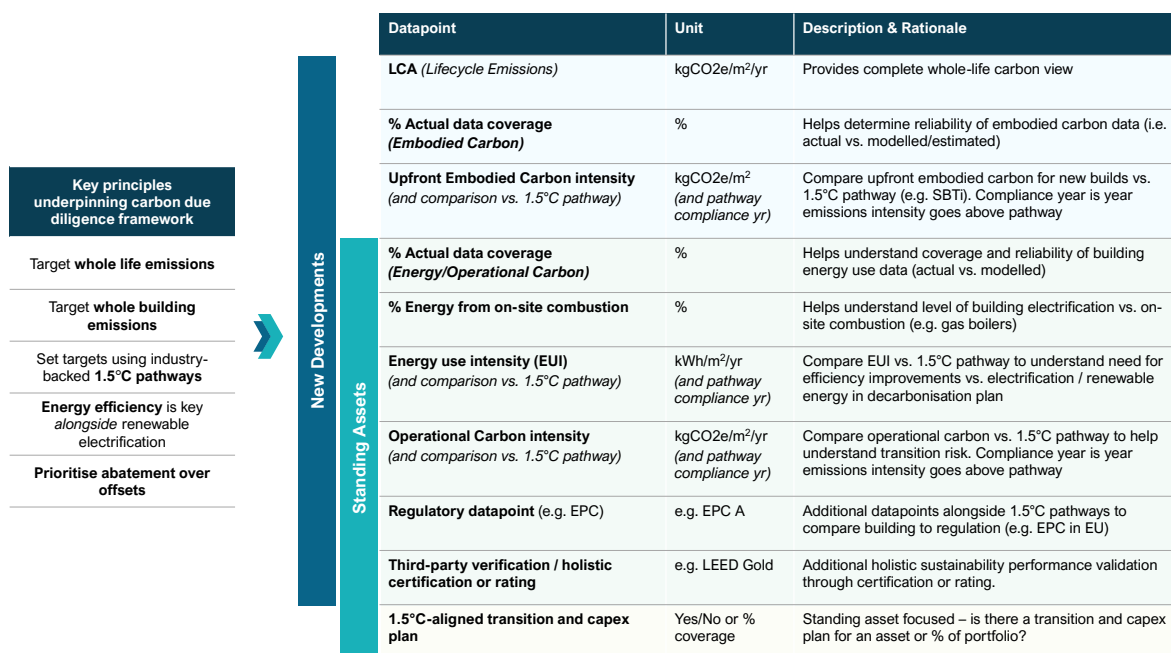 Key principles
underpinning carbon due
diligence framework
Target whole life emissions
Target whole building
emissions
Set targets using industry-
backed 1.5°C pathways
Energy efficiency is key
alongside renewable
electrification
Prioritise abatement over
offsets
New Developments
Standing Assets
Datapoint Unit Description & Rationale
LCA (Lifecycle Emissions) kgCO2e/m²/yr Provides complete whole-life carbon view
% Actual data coverage % Helps determine reliability of embodied carbon data (i.e.
(Embodied Carbon) actual vs. modelled/estimated)
Upfront Embodied Carbon intensity kgCO2e/m² Compare upfront embodied carbon for new builds vs.
(and comparison vs. 1.5°C pathway) (and pathway 1.5°C pathway (e.g. SBTi). Compliance year is year
compliance yr) emissions intensity goes above pathway
% Actual data coverage % Helps understand coverage and reliability of building
(Energy/Operational Carbon) energy use data (actual vs. modelled)
% Energy from on-site combustion % Helps understand level of building electrification vs. on-
site combustion (e.g. gas boilers)
Energy use intensity (EUI) kWh/m²/yr Compare EUI vs. 1.5°C pathway to understand need for
(and comparison vs. 1.5°C pathway) (and pathway efficiency improvements vs. electrification / renewable
compliance yr) energy in decarbonisation plan
Operational Carbon intensity kgCO2e/m²/yr Compare operational carbon vs. 1.5°C pathway to help
(and comparison vs. 1.5°C pathway) (and pathway understand transition risk. Compliance year is year
compliance yr) emissions intensity goes above pathway
Regulatory datapoint (e.g. EPC) e.g. EPC A Additional datapoints alongside 1.5°C pathways to
compare building to regulation (e.g. EPC in EU)
Third-party verification / holistic e.g. LEED Gold Additional holistic sustainability performance validation
certification or rating through certification or rating.
1.5°C-aligned transition and capex Yes/No or % Standing asset focused – is there a transition and capex
plan coverage plan for an asset or % of portfolio?